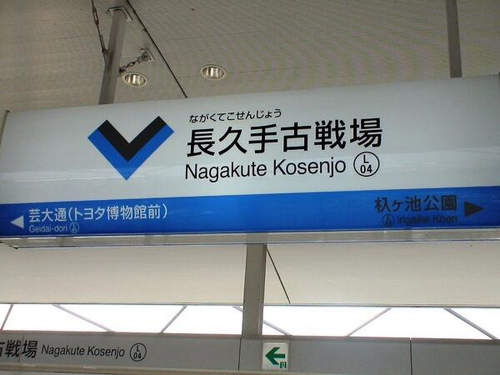 ながくてこせんじょう
長久手古戦場
Nagakute Kosenjo L 04
芸大通(トヨタ博物館前)
Geidai-dori
杁ヶ池公園
Irigaike Koen
古戦場 Nagakute Kosenjo L 04